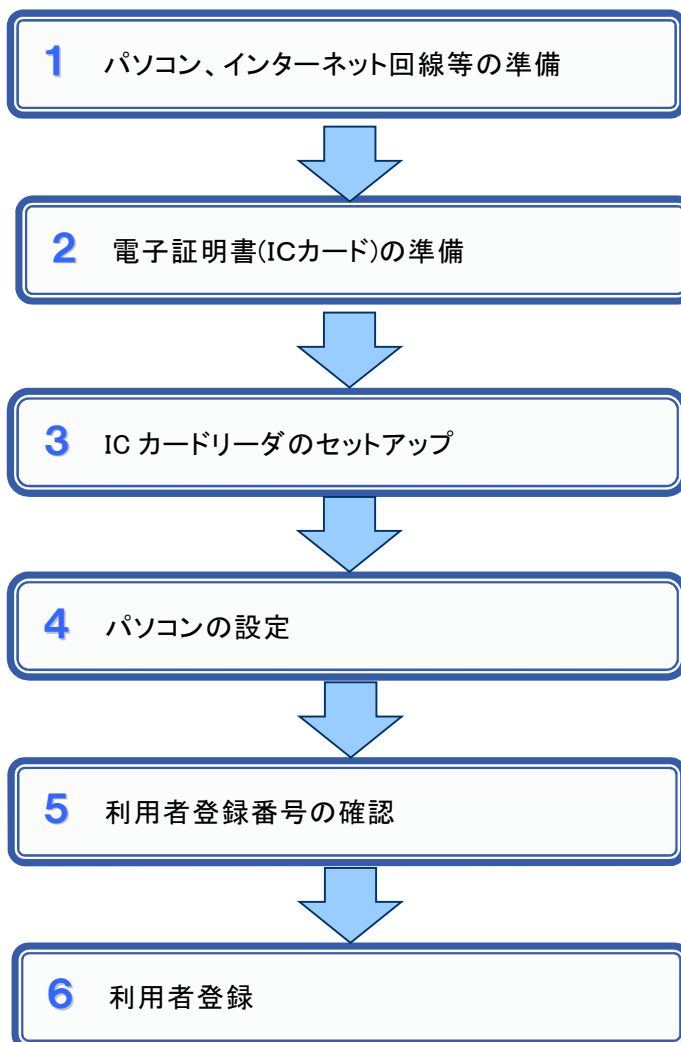 1 パソコン、インターネット回線等の準備
2 電子証明書(ICカード)の準備
3 IC カードリーダのセットアップ
4 パソコンの設定
5 利用者登録番号の確認
6 利用者登録